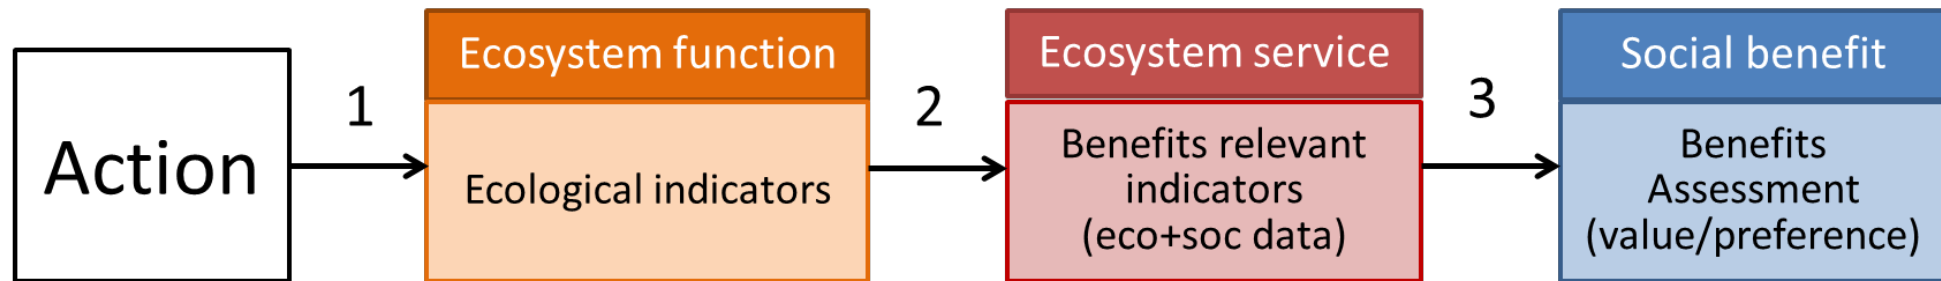 Action
1
Ecosystem function
Ecological indicators
2
Ecosystem service
Benefits relevant
indicators
(eco+soc data)
3
Social benefit
Benefits
Assessment
(value/preference)